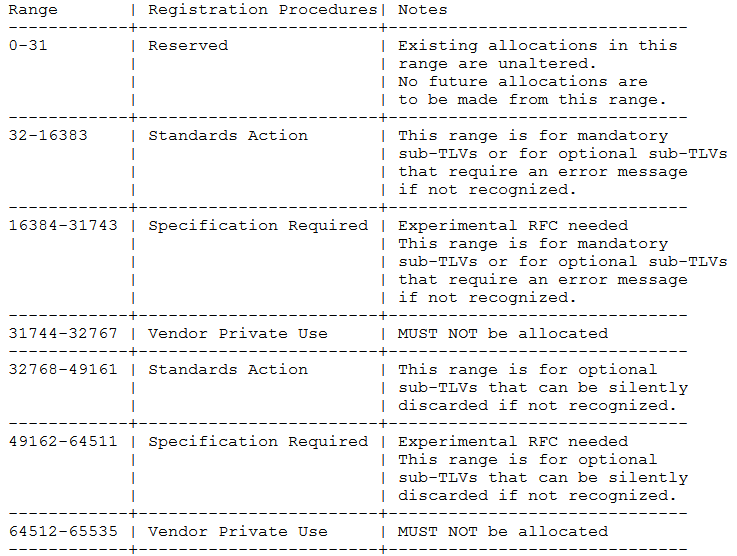 Range       | Registration Procedures| Notes
------------+------------------------+------------------------------
0-31        | Reserved               | Existing allocations in this
            |                        | range are unaltered.
            |                        | No future allocations are
            |                        | to be made from this range.
------------+------------------------+------------------------------
32-16383    | Standards Action       | This range is for mandatory
            |                        | sub-TLVs or for optional sub-TLVs
            |                        | that require an error message
            |                        | if not recognized.
------------+------------------------+------------------------------
16384-31743 | Specification Required | Experimental RFC needed
            |                        | This range is for mandatory
            |                        | sub-TLVs or for optional sub-TLVs
            |                        | that require an error message
            |                        | if not recognized.
------------+------------------------+------------------------------
31744-32767 | Vendor Private Use     | MUST NOT be allocated
------------+------------------------+------------------------------
32768-49161 | Standards Action       | This range is for optional
            |                        | sub-TLVs that can be silently
            |                        | discarded if not recognized.
------------+------------------------+------------------------------
49162-64511 | Specification Required | Experimental RFC needed
            |                        | This range is for optional
            |                        | sub-TLVs that can be silently
            |                        | discarded if not recognized.
------------+------------------------+------------------------------
64512-65535 | Vendor Private Use     | MUST NOT be allocated
------------+------------------------+------------------------------